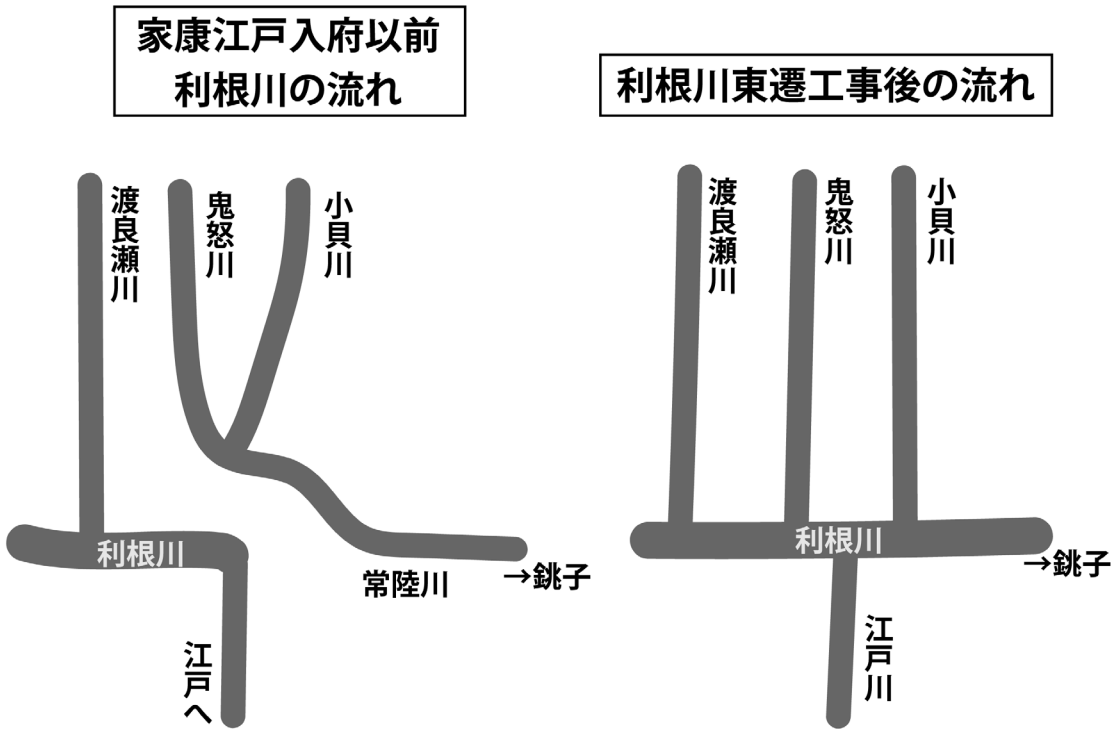 家康江戸入府以前
利根川の流れ
渡良瀬川
鬼怒川
小貝川
利根川
常陸川
→銚子
江戸へ
利根川東遷工事後の流れ
渡良瀬川
鬼怒川
小貝川
利根川
→銚子
江戸川